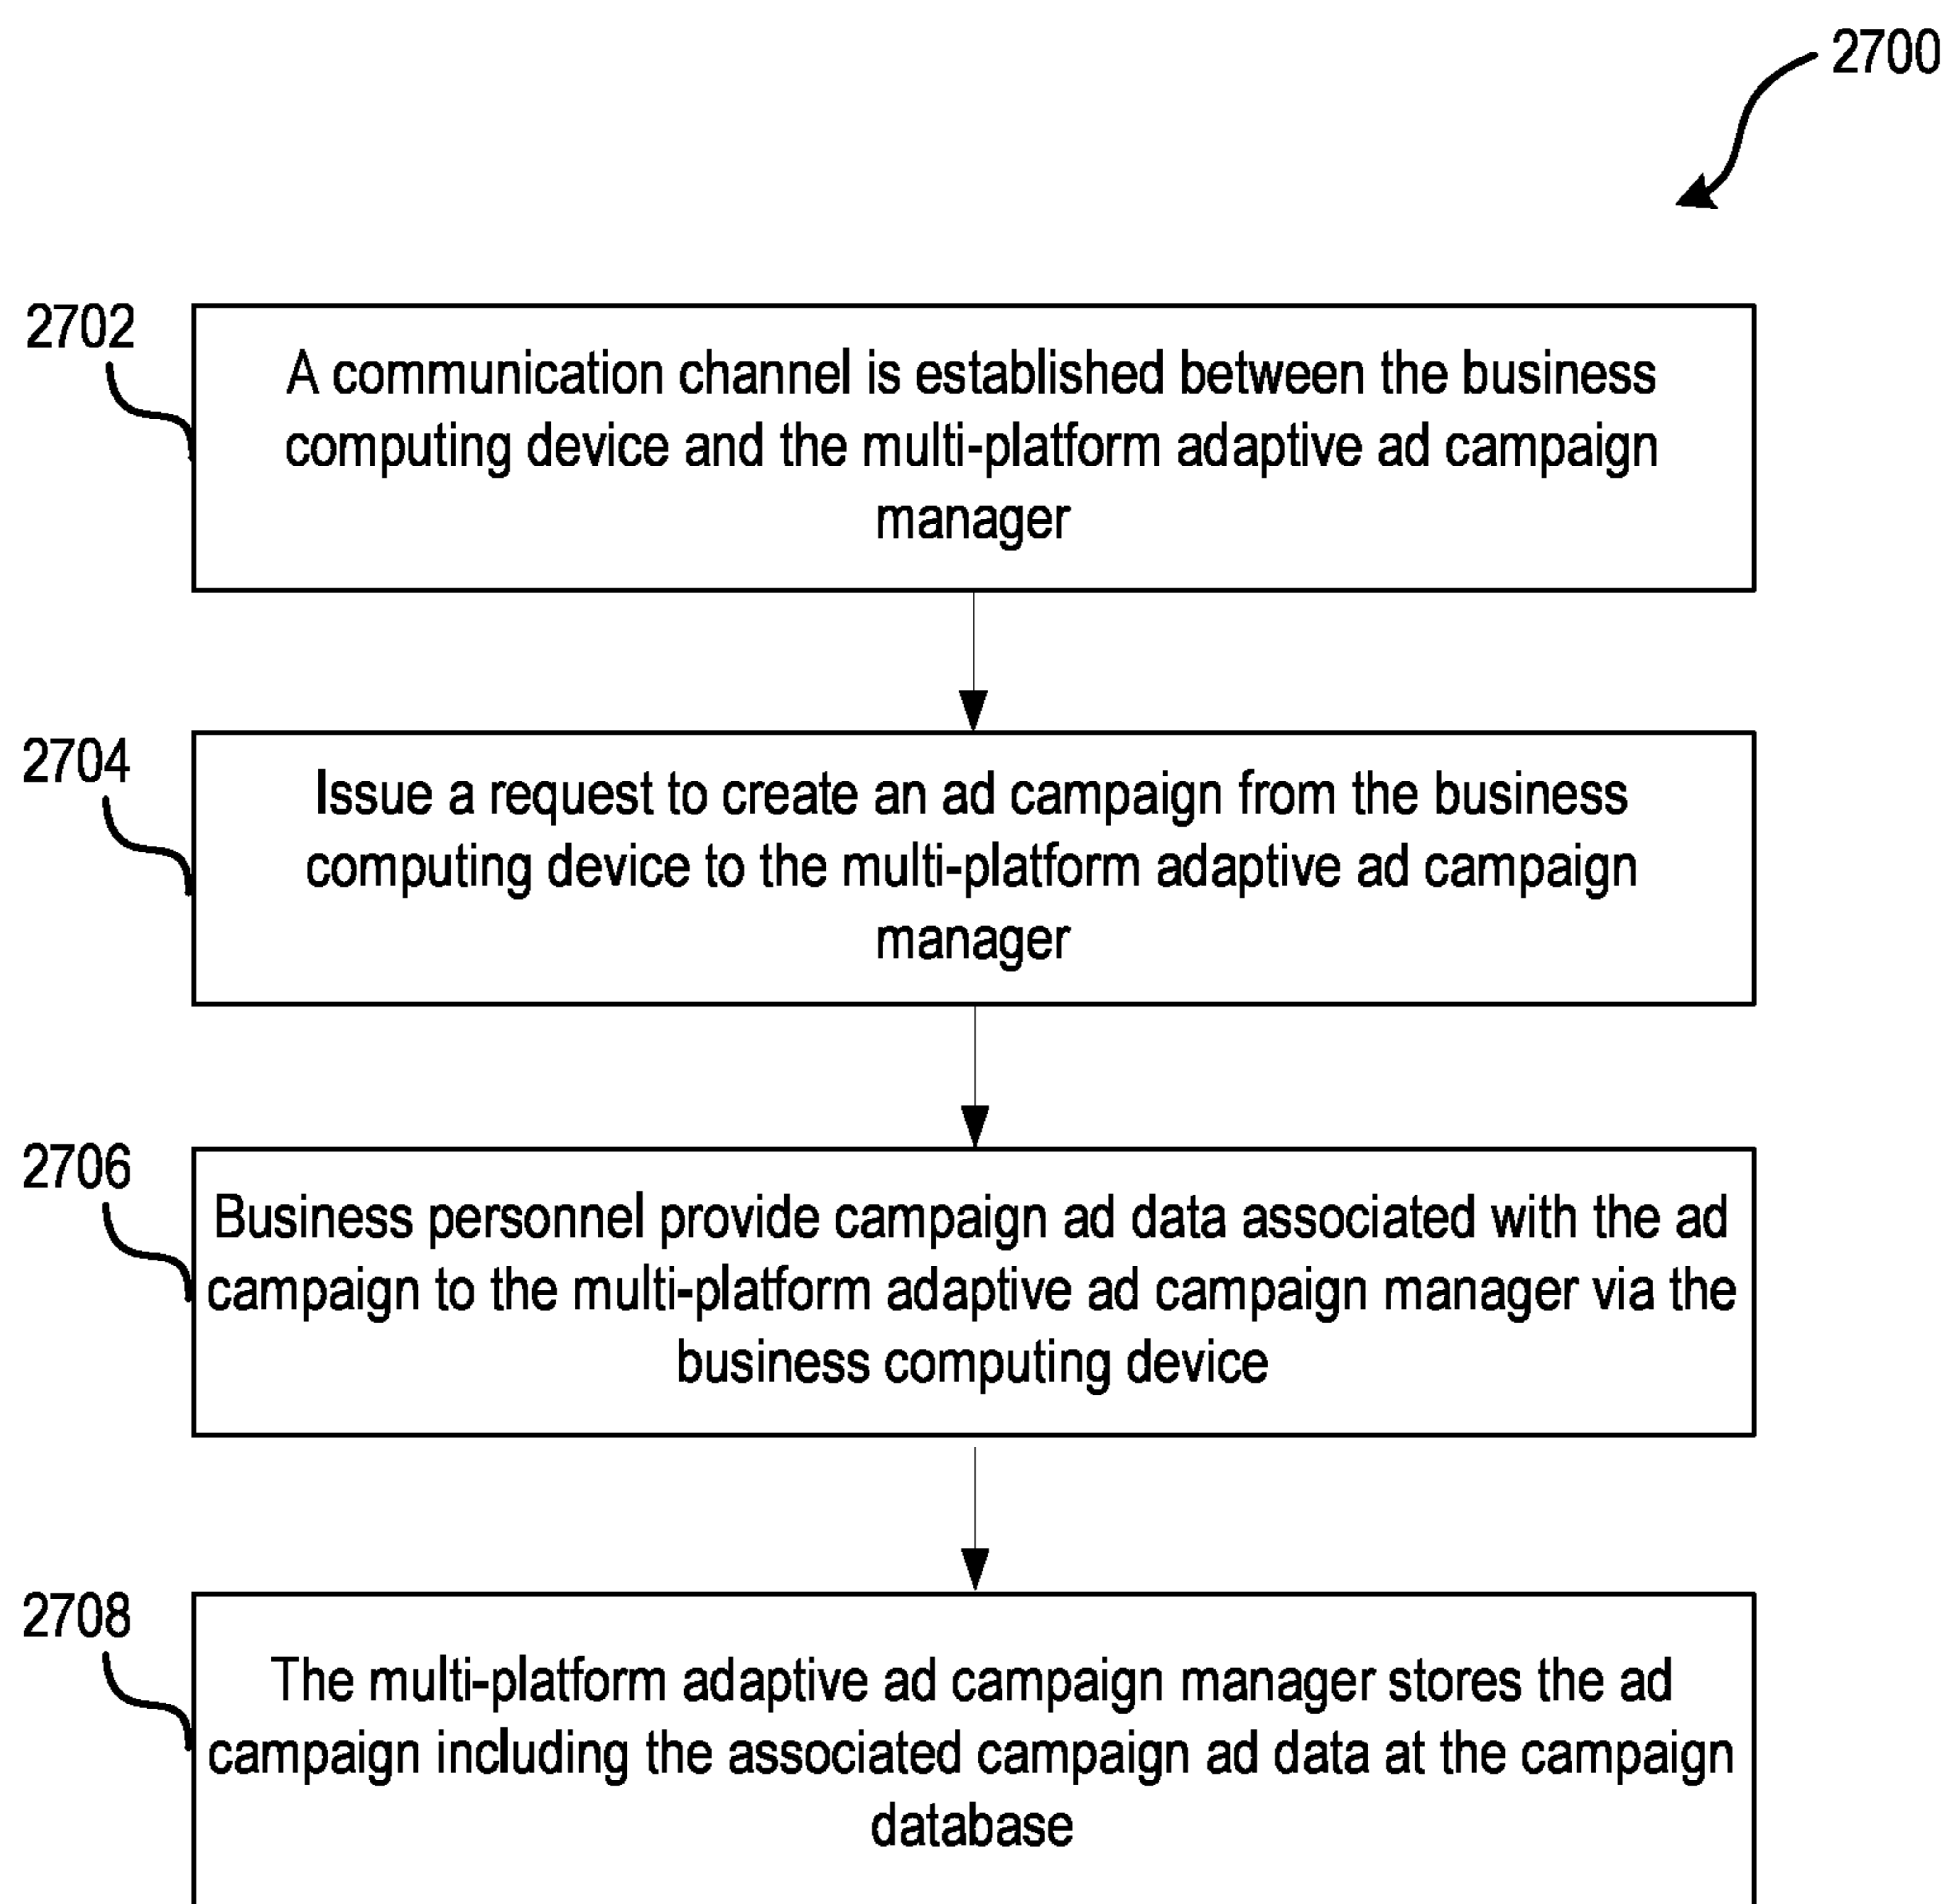 2700
2702
A communication channel is established between the business
computing device and the multi-platform adaptive ad campaign
manager
2704
Issue a request to create an ad campaign from the business
computing device to the multi-platform adaptive ad campaign
manager
2706
Business personnel provide campaign ad data associated with the ad
campaign to the multi-platform adaptive ad campaign manager via the
business computing device
2708
The multi-platform adaptive ad campaign manager stores the ad
campaign including the associated campaign ad data at the campaign
database